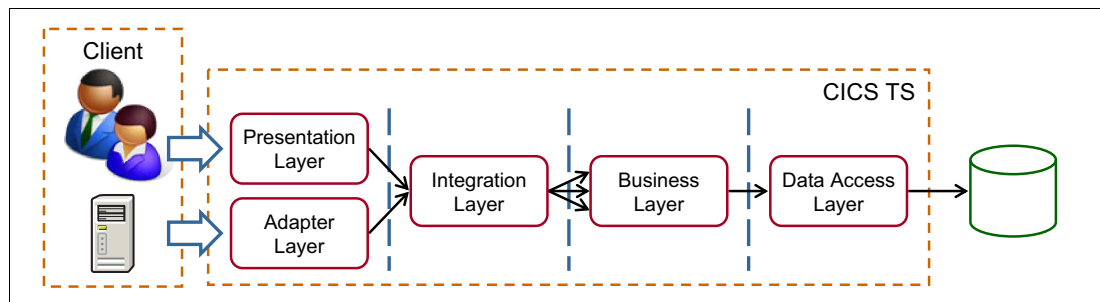 Client
CICS TS
Presentation
Layer
Adapter
Layer
Integration
Layer
Business
Layer
Data Access
Layer